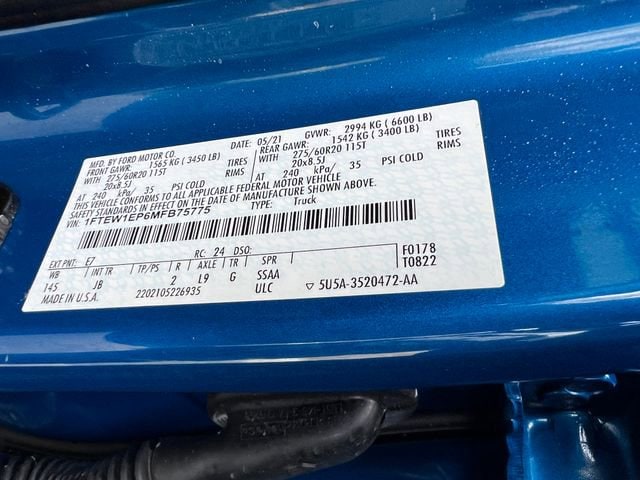 MFD. BY FORD MOTOR CO. DATE: 05/21 GVWR: 2994 KG ( 6600 LB)
FRONT GAWR: 1565 KG ( 3450 LB) REAR GAWR: 1542 KG ( 3400 LB)
WITH 275/60R20 115T TIRES WITH 275/60R20 115T TIRES
20x8.5J RIMS 20x8.5J RIMS
AT 240 kPa/ 35 PSI COLD AT 240 kPa/ 35 PSI COLD
THIS VEHICLE CONFORMS TO ALL APPLICABLE FEDERAL MOTOR VEHICLE
SAFETY STANDARDS IN EFFECT ON THE DATE OF MANUFACTURE SHOWN ABOVE.
VIN: 1FTEW1EP6MFB75775 TYPE: Truck
EXT PNT: E7 RC: 24 DSO: F0178
WB INT TR TP/PS R AXLE TR SPR T0822
145 JB 2 L9 G SSAA
MADE IN U.S.A. 2202105226935 ULC ▽ 5U5A-3520472-AA